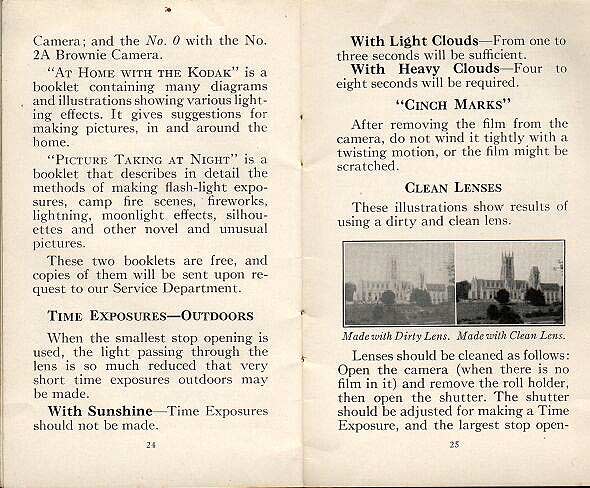 Camera; and the No. 0 with the No.
2A Brownie Camera.
"AT HOME WITH THE KODAK" is a
booklet containing many diagrams
and illustrations showing various light-
ing effects. It gives suggestions for
making pictures, in and around the
home.
"PICTURE TAKING AT NIGHT" is a
booklet that describes in detail the
methods of making flash-light expo-
sures, camp fire scenes, fireworks,
lightning, moonlight effects, silhou-
ettes and other novel and unusual
pictures.
These two booklets are free, and
copies of them will be sent upon re-
quest to our Service Department.
TIME EXPOSURES—OUTDOORS
When the smallest stop opening is
used, the light passing through the
lens is so much reduced that very
short time exposures outdoors may
be made.
With Sunshine—Time Exposures
should not be made.
24
With Light Clouds—From one to
three seconds will be sufficient.
With Heavy Clouds—Four to
eight seconds will be required.
"CINCH MARKS"
After removing the film from the
camera, do not wind it tightly with a
twisting motion, or the film might be
scratched.
CLEAN LENSES
These illustrations show results of
using a dirty and clean lens.
Made with Dirty Lens. Made with Clean Lens.
Lenses should be cleaned as follows:
Open the camera (when there is no
film in it) and remove the roll holder,
then open the shutter. The shutter
should be adjusted for making a Time
Exposure, and the largest stop open-
25